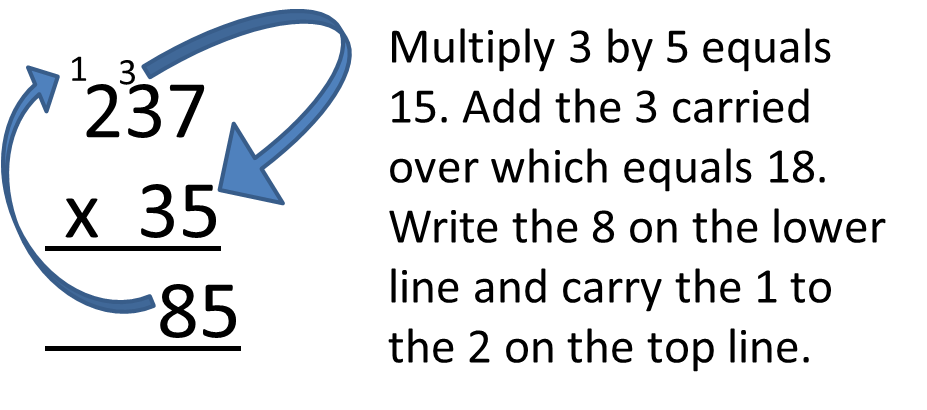 1 3
237
x 35
85
Multiply 3 by 5 equals
15. Add the 3 carried
over which equals 18.
Write the 8 on the lower
line and carry the 1 to
the 2 on the top line.